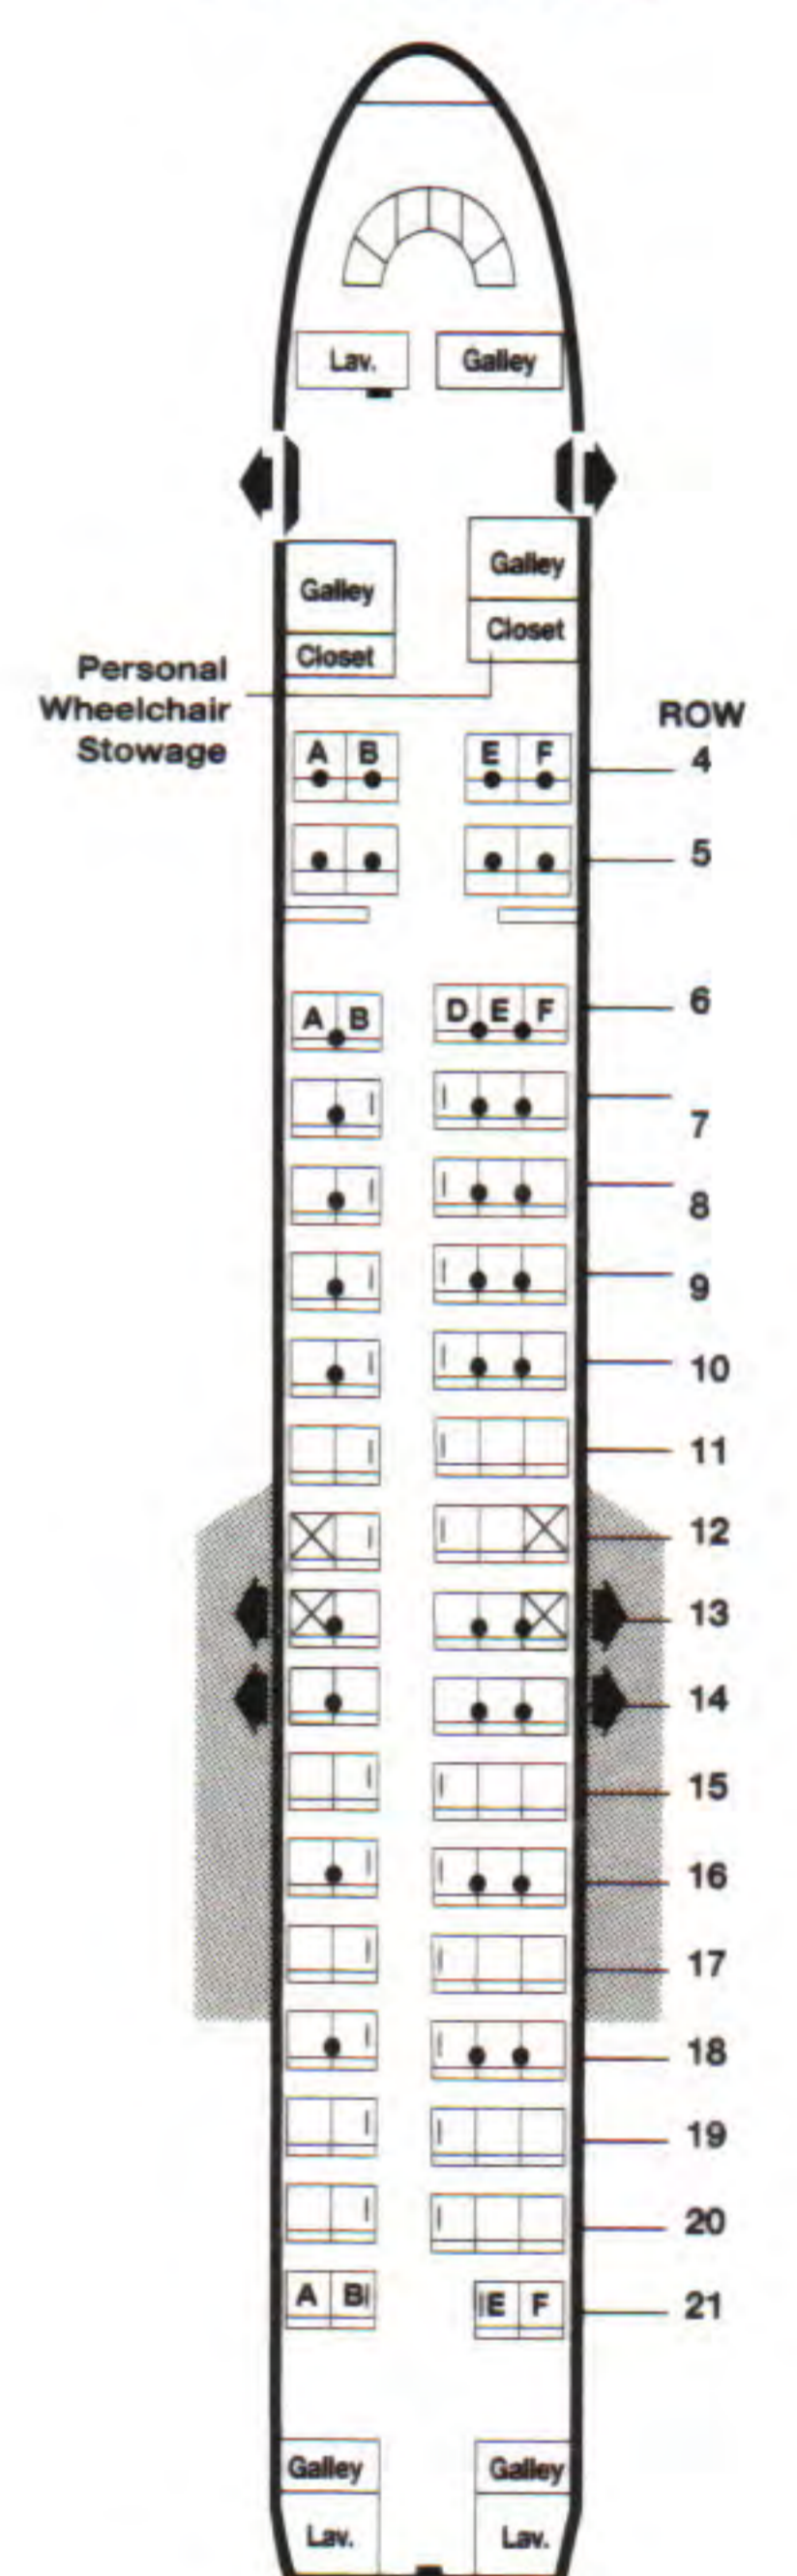 Lav. Galley
Galley
Galley
Closet
Closet
Personal
Wheelchair
Stowage
ROW
A B E F 4
5
A B D E F 6
7
8
9
10
11
12
13
14
15
16
17
18
19
20
A B E F 21
Galley Galley
Lav. Lav.